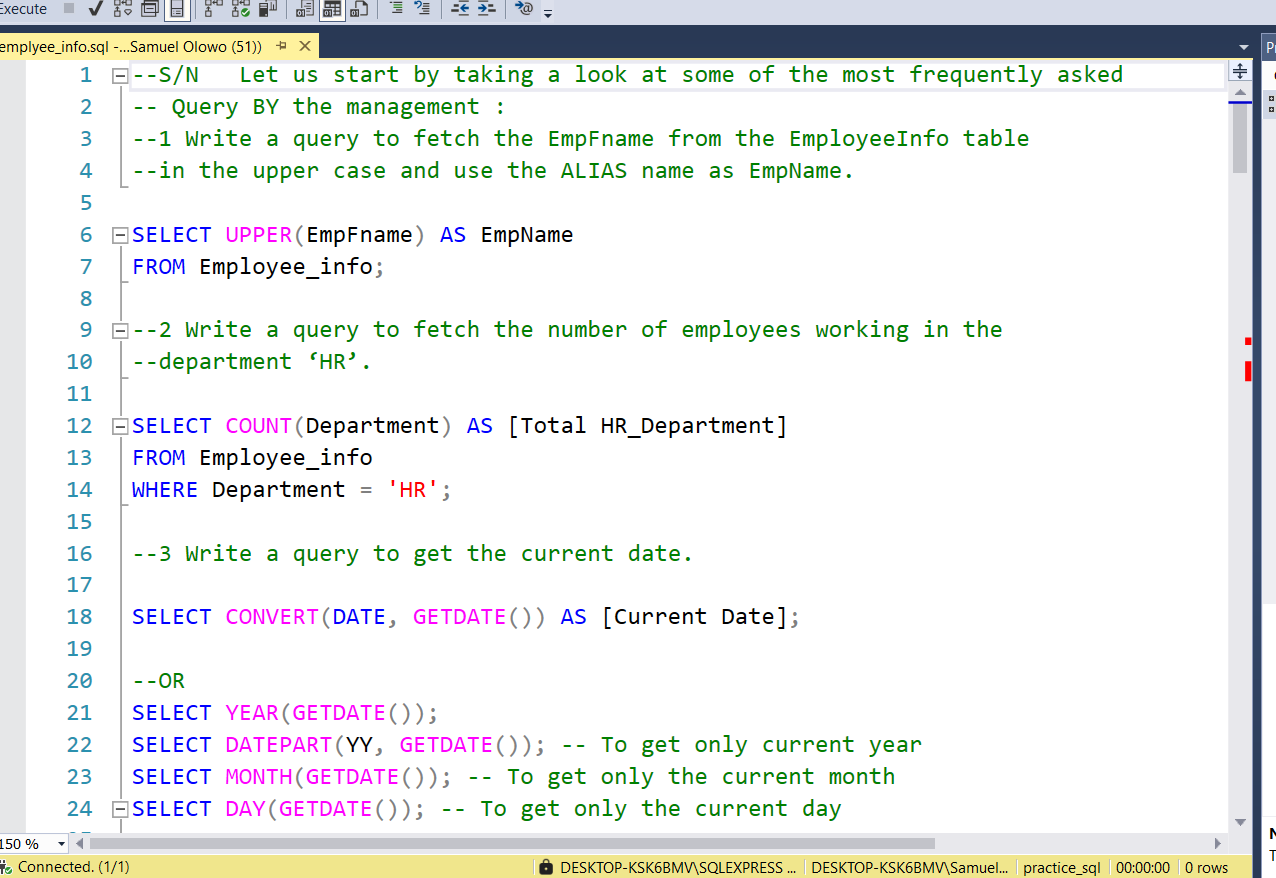 Execute
emplyee_info.sql -...Samuel Olowo (51))
1 --S/N   Let us start by taking a look at some of the most frequently asked
2 -- Query BY the management :
3 --1 Write a query to fetch the EmpFname from the EmployeeInfo table
4 --in the upper case and use the ALIAS name as EmpName.
5
6 SELECT UPPER(EmpFname) AS EmpName
7 FROM Employee_info;
8
9 --2 Write a query to fetch the number of employees working in the
10 --department ‘HR’.
11
12 SELECT COUNT(Department) AS [Total HR_Department]
13 FROM Employee_info
14 WHERE Department = 'HR';
15
16 --3 Write a query to get the current date.
17
18 SELECT CONVERT(DATE, GETDATE()) AS [Current Date];
19
20 --OR
21 SELECT YEAR(GETDATE());
22 SELECT DATEPART(YY, GETDATE()); -- To get only current year
23 SELECT MONTH(GETDATE()); -- To get only the current month
24 SELECT DAY(GETDATE()); -- To get only the current day
150 %
Connected. (1/1) DESKTOP-KSK6BMV\SQLEXPRESS ... DESKTOP-KSK6BMV\Samuel... practice_sql 00:00:00 0 rows